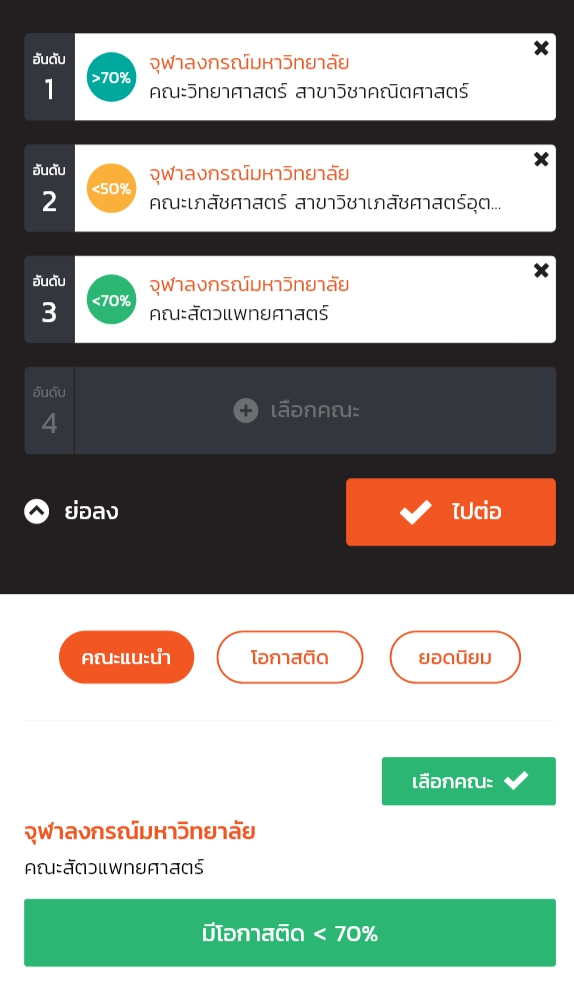 อันดับ
1
>70%
จุฬาลงกรณ์มหาวิทยาลัย
คณะวิทยาศาสตร์ สาขาวิชาคณิตศาสตร์
อันดับ
2
<50%
จุฬาลงกรณ์มหาวิทยาลัย
คณะเภสัชศาสตร์ สาขาวิชาเภสัชศาสตร์อุต...
อันดับ
3
<70%
จุฬาลงกรณ์มหาวิทยาลัย
คณะสัตวแพทยศาสตร์
อันดับ
4
เลือกคณะ
ย่อลง
ไปต่อ
คณะแนะนำ
โอกาสติด
ยอดนิยม
เลือกคณะ
จุฬาลงกรณ์มหาวิทยาลัย
คณะสัตวแพทยศาสตร์
มีโอกาสติด < 70%